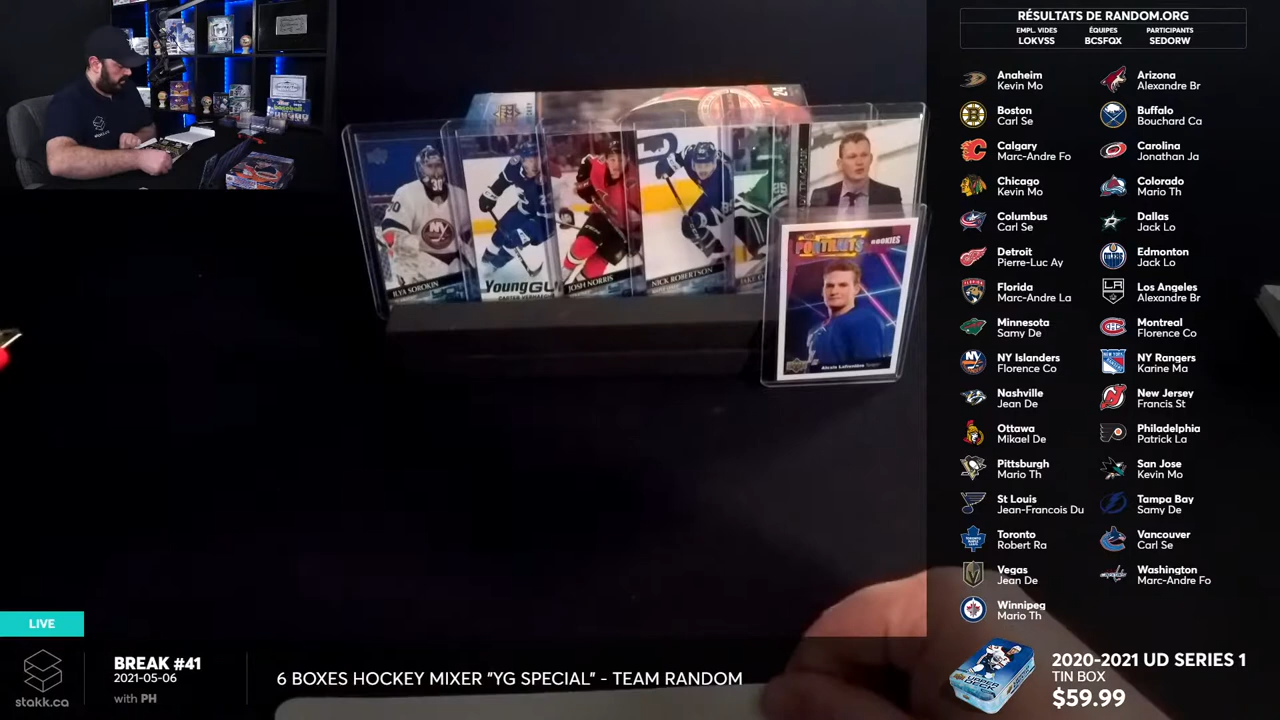 RÉSULTATS DE RANDOM.ORG
EMPL. VIDES ÉQUIPES PARTICIPANTS
LOKVSS BCSFQX SEDORW
Anaheim
Kevin Mo
Arizona
Alexandre Br
Boston
Carl Se
Buffalo
Bouchard Ca
Calgary
Marc-Andre Fo
Carolina
Jonathan Ja
Chicago
Kevin Mo
Colorado
Mario Th
Columbus
Carl Se
Dallas
Jack Lo
Detroit
Pierre-Luc Ay
Edmonton
Jack Lo
Florida
Marc-Andre La
Los Angeles
Alexandre Br
Minnesota
Samy De
Montreal
Florence Co
NY Islanders
Florence Co
NY Rangers
Karine Ma
Nashville
Jean De
New Jersey
Francis St
Ottawa
Mikael De
Philadelphia
Patrick La
Pittsburgh
Mario Th
San Jose
Kevin Mo
St Louis
Jean-Francois Du
Tampa Bay
Samy De
Toronto
Robert Ra
Vancouver
Carl Se
Vegas
Jean De
Washington
Marc-Andre Fo
Winnipeg
Mario Th
24
30
ILYA SOROKIN
Young GU
JOSH NORRIS
NICK ROBERTSON
PORTRAITS ROOKIES
Alexis Lafrenière
LIVE
stakk.ca
BREAK #41
2021-05-06
with PH
6 BOXES HOCKEY MIXER "YG SPECIAL" - TEAM RANDOM
2020-2021 UD SERIES 1
TIN BOX
$59.99